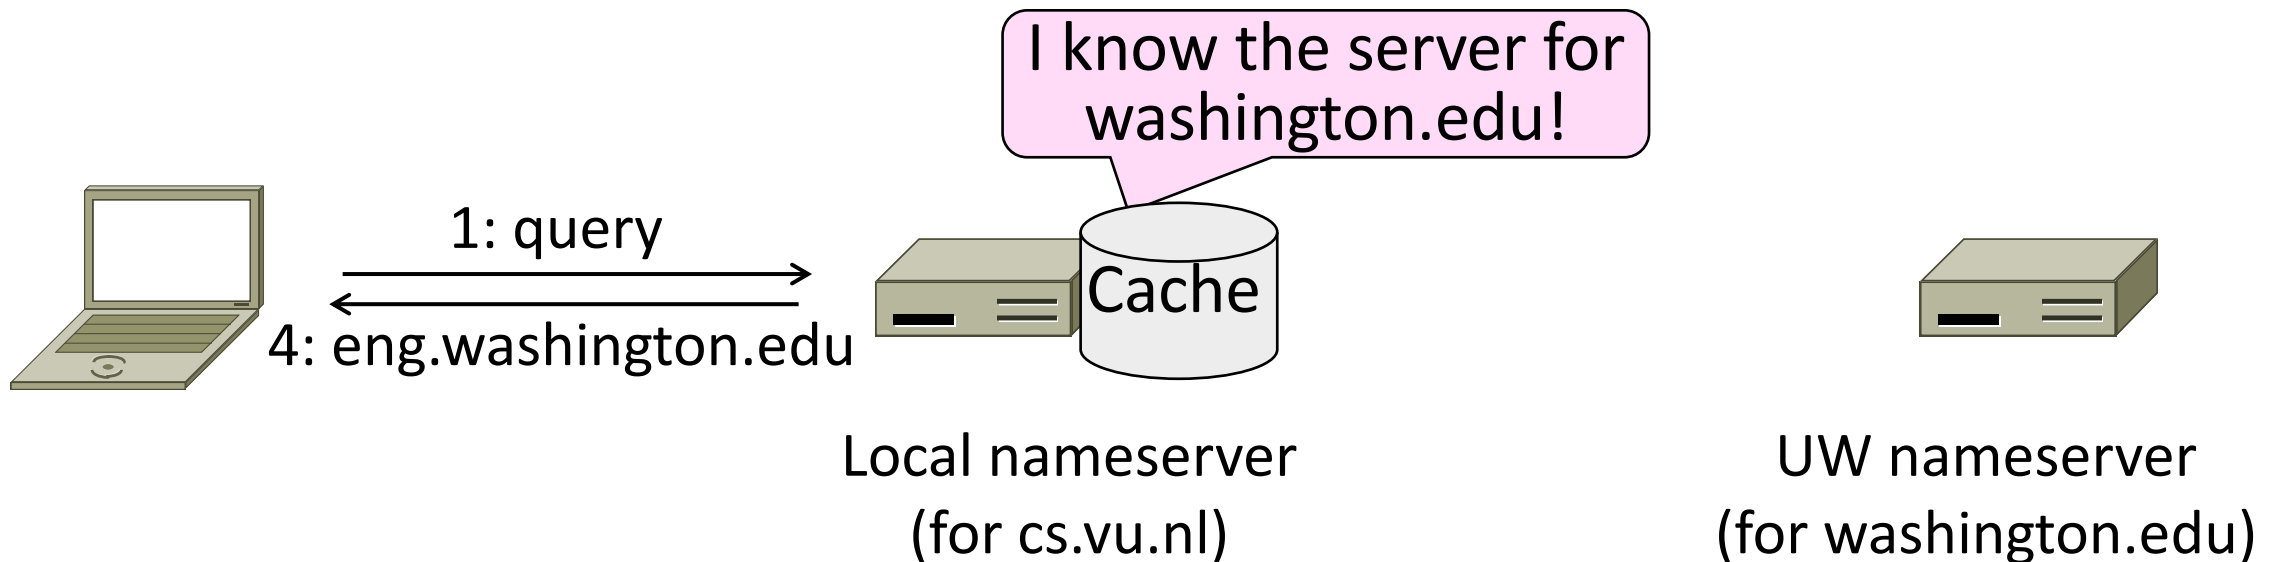 I know the server for
washington.edu!
1: query
Cache
4: eng.washington.edu
Local nameserver
(for cs.vu.nl)
UW nameserver
(for washington.edu)